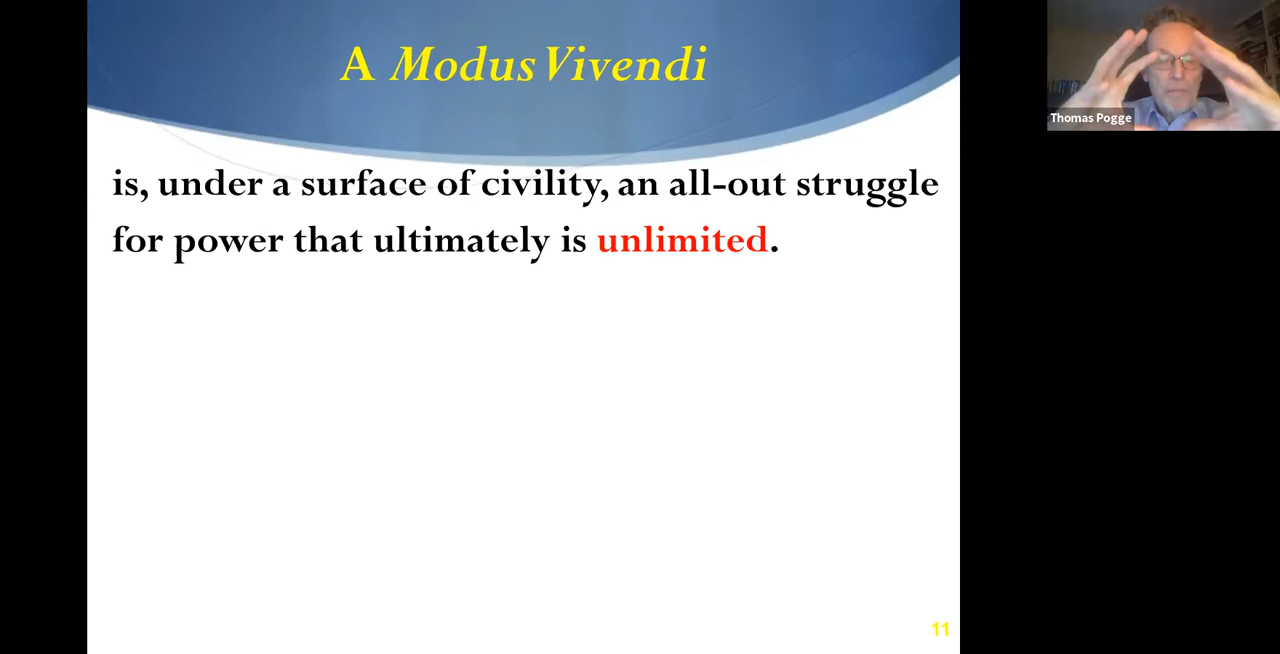 A Modus Vivendi
Thomas Pogge
is, under a surface of civility, an all-out struggle
for power that ultimately is unlimited.
11